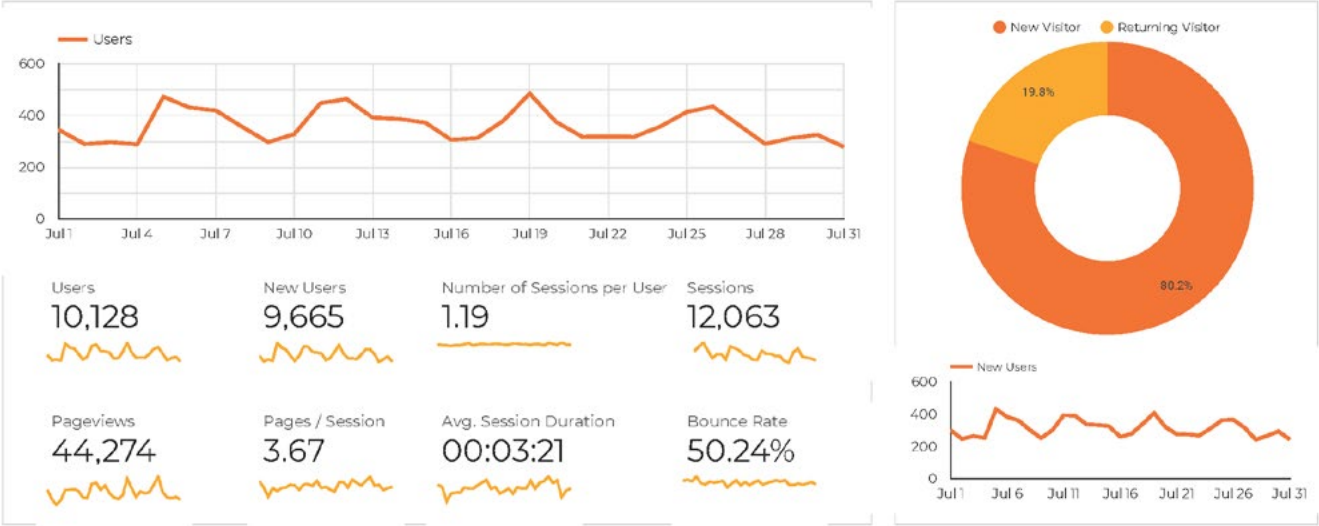 Users
600
400
200
0
Jul 1 Jul 4 Jul 7 Jul 10 Jul 13 Jul 16 Jul 19 Jul 22 Jul 25 Jul 28 Jul 31
Users New Users Number of Sessions per User Sessions
10,128 9,665 1.19 12,063
Pageviews Pages / Session Avg. Session Duration Bounce Rate
44,274 3.67 00:03:21 50.24%
New Visitor Returning Visitor
19.8%
80.2%
New Users
600
400
200
0
Jul 1 Jul 6 Jul 11 Jul 16 Jul 21 Jul 26 Jul 31